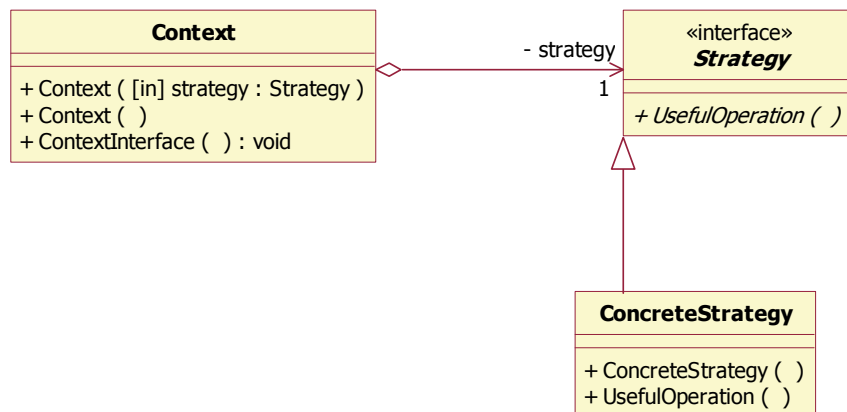 Context
+ Context ( [in] strategy : Strategy )
+ Context ( )
+ ContextInterface ( ) : void
- strategy
1
«interface»
Strategy
+ UsefulOperation ( )
ConcreteStrategy
+ ConcreteStrategy ( )
+ UsefulOperation ( )